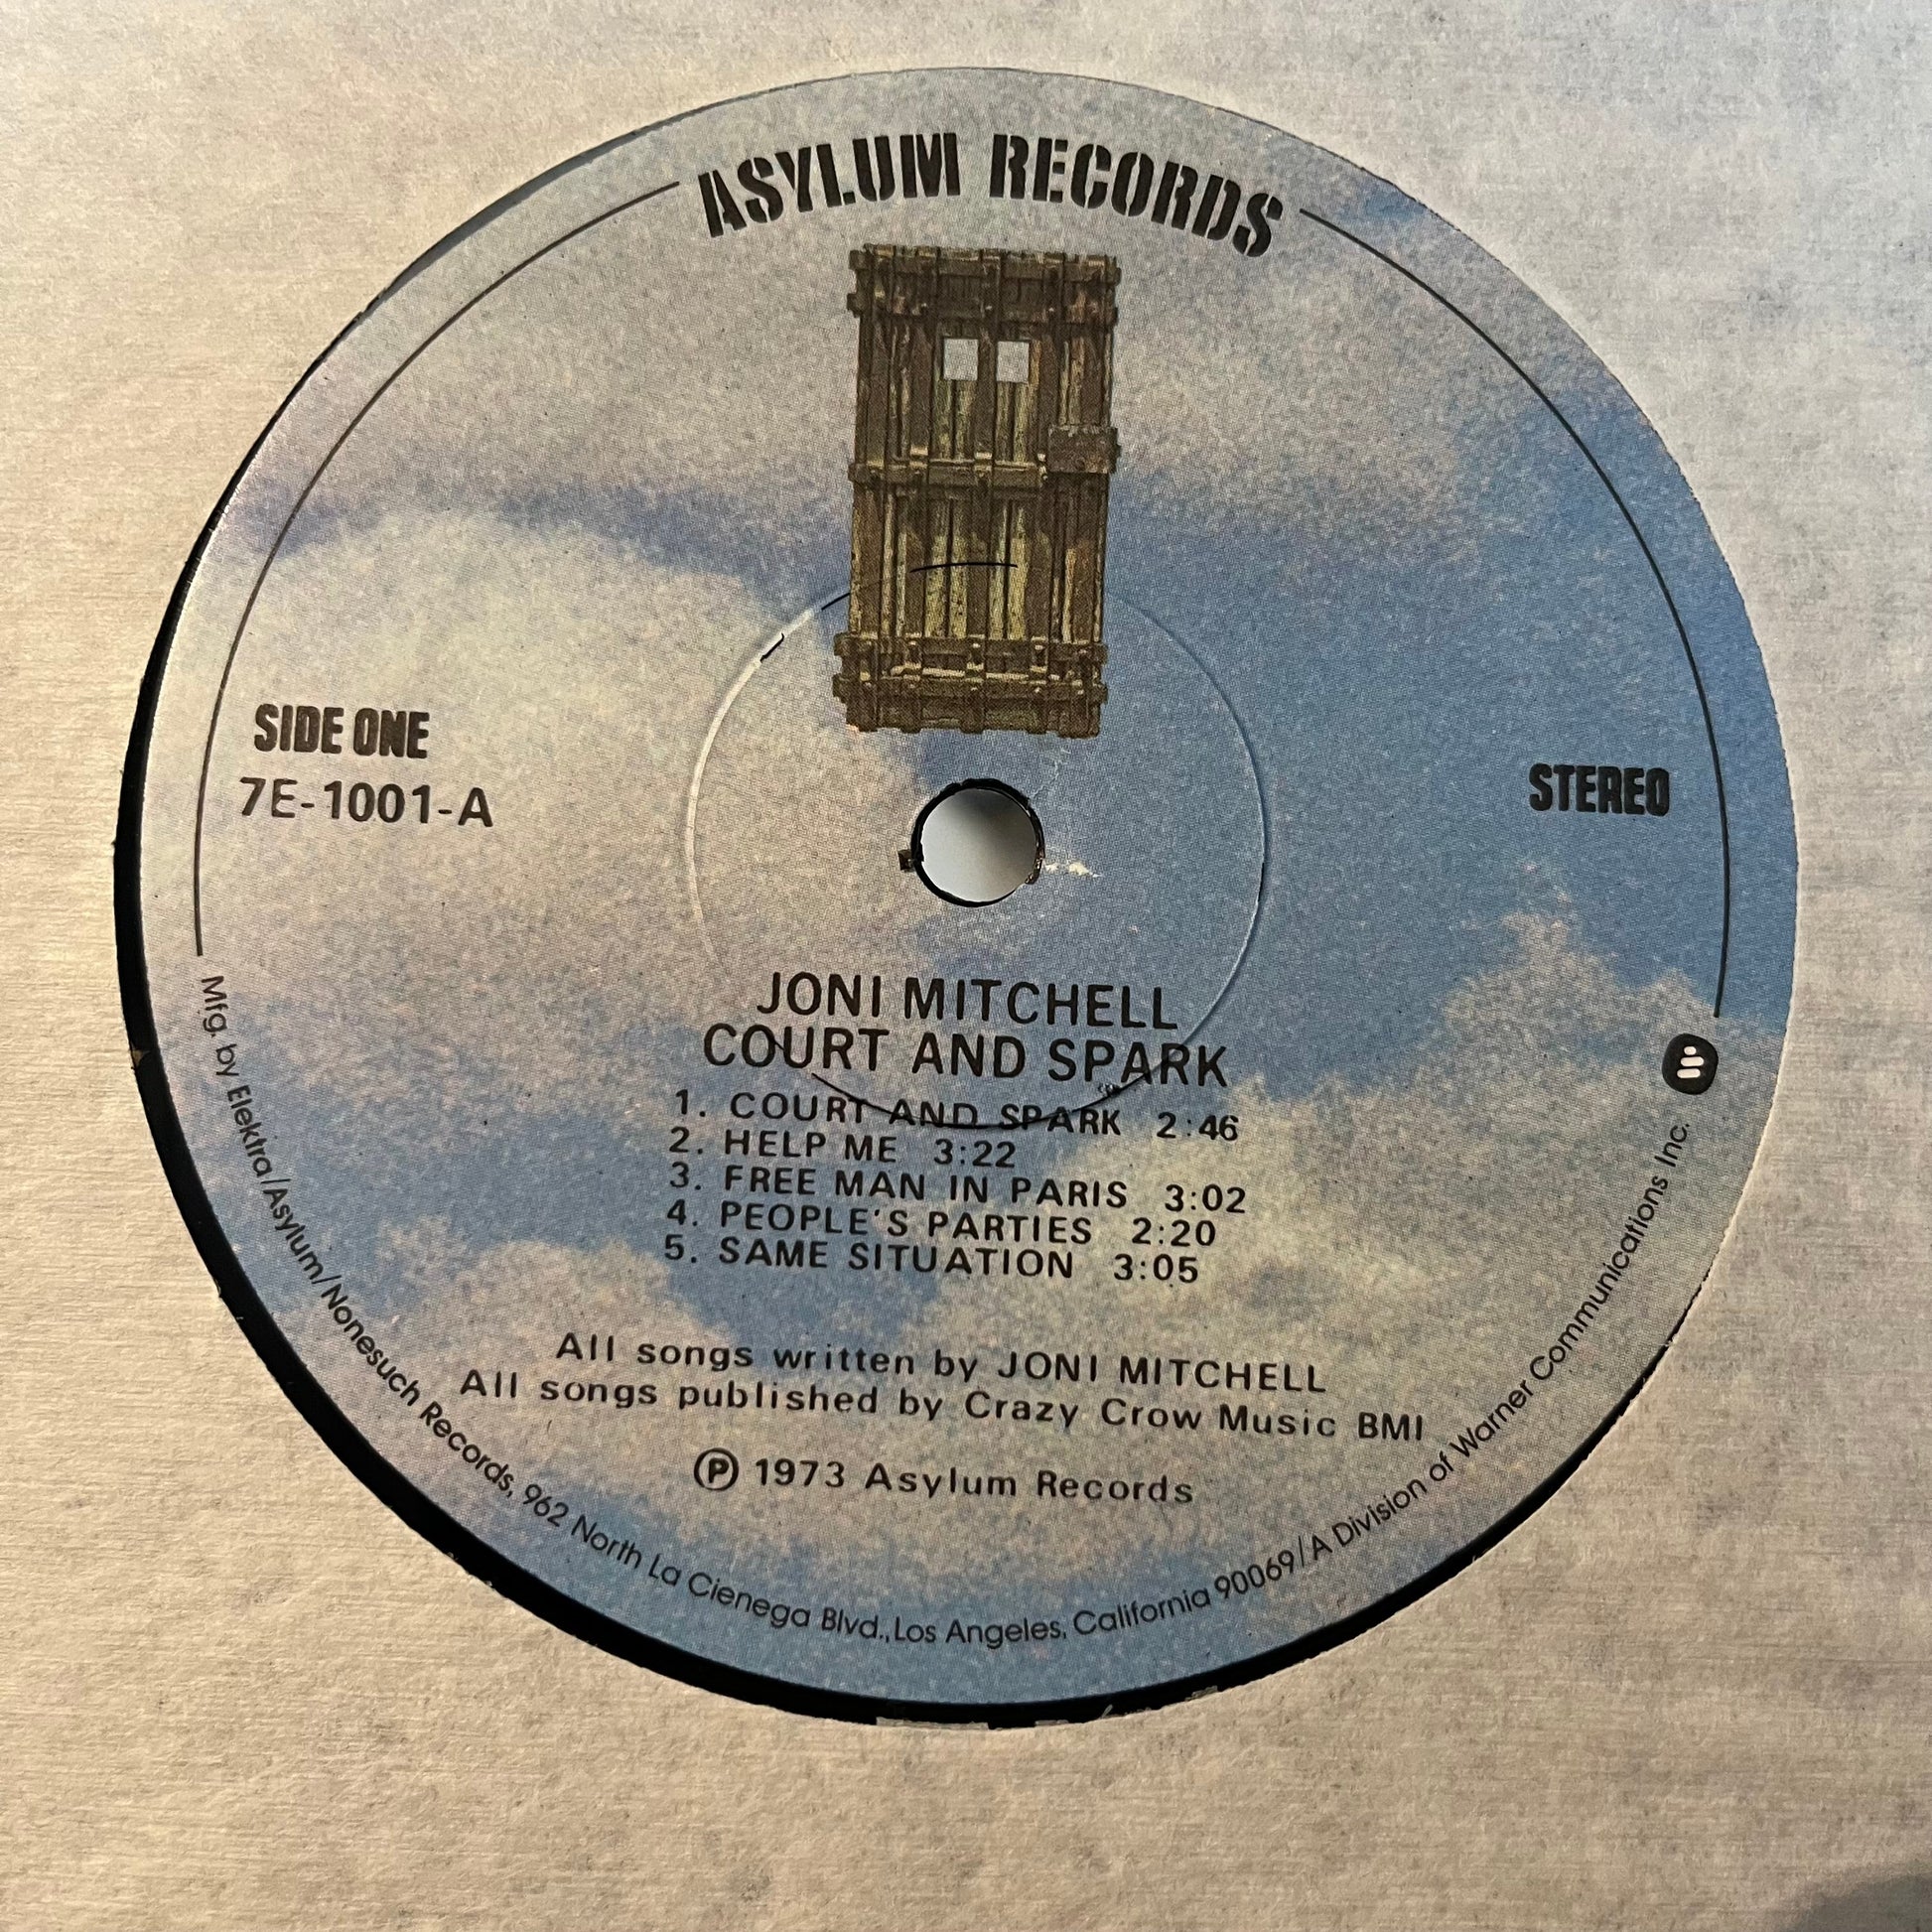 ASYLUM RECORDS
SIDE ONE
7E-1001-A
STEREO
JONI MITCHELL
COURT AND SPARK
1. COURT AND SPARK 2:46
2. HELP ME 3:22
3. FREE MAN IN PARIS 3:02
4. PEOPLE'S PARTIES 2:20
5. SAME SITUATION 3:05
All songs written by JONI MITCHELL
All songs published by Crazy Crow Music BMI
℗ 1973 Asylum Records
Mfg. by Elektra/Asylum/Nonesuch Records, 962 North La Cienega Blvd., Los Angeles, California 90069/A Division of Warner Communications Inc.